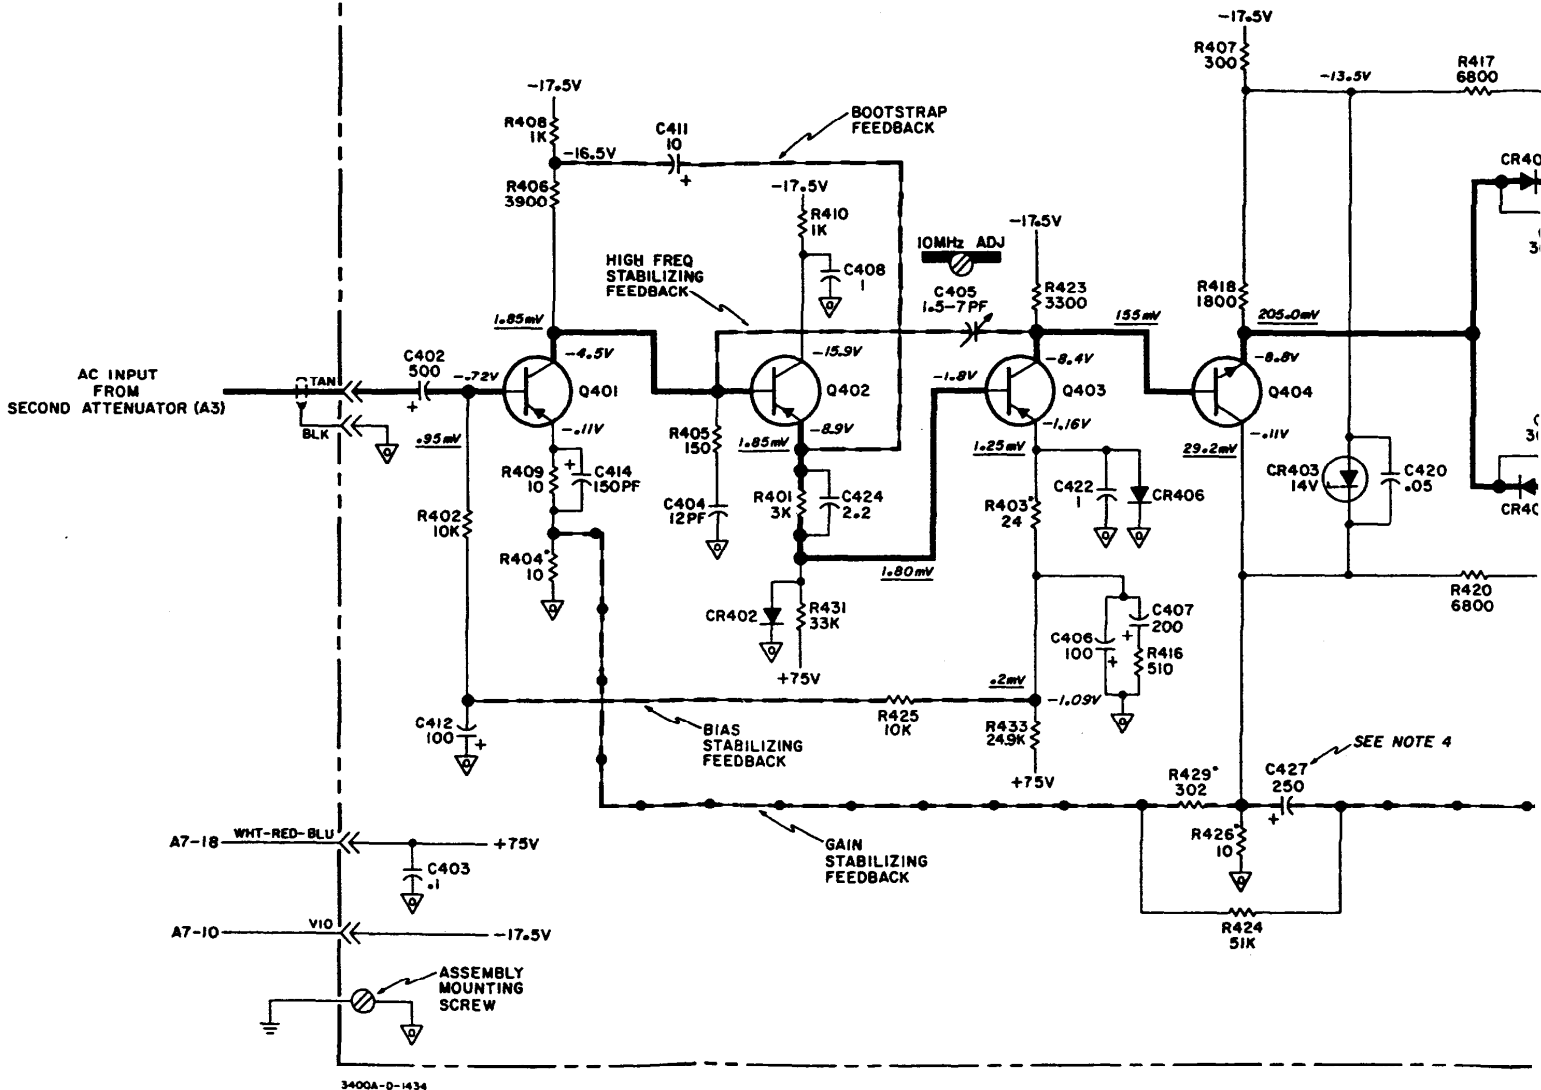 -17.5V
R407
300
-13.5V
R417
6800
-17.5V
R408
1K
C411
10
+
BOOTSTRAP
FEEDBACK
-16.5V
R406
3900
-17.5V
R410
1K
CR40
-17.5V
10MHz ADJ
HIGH FREQ
STABILIZING
FEEDBACK
C408
1
C405
1.5-7PF
R423
3300
R418
1800
3
1.85mV
155mV
205.0mV
-4.5V
-15.9V
-8.4V
-8.8V
AC INPUT
FROM
SECOND ATTENUATOR (A3)
TAN
BLK
C402
500
+
-.72V
Q401
Q402
-1.8V
Q403
Q404
.95mV
-.11V
R405
150
1.85mV
-8.9V
1.25mV
-1.16V
29.2mV
-.11V
R409
10
+
C414
150PF
R401
3K
C424
2.2
C404
12PF
R403*
24
C422
1
CR406
CR403
14V
C420
.05
30
CR40
R402
10K
R404*
10
1.80mV
R420
6800
CR402
R431
33K
+75V
C406
100
+
C407
200
+
R416
510
.2mV
-1.09V
C412
100
+
BIAS
STABILIZING
FEEDBACK
R425
10K
R433
24.9K
+75V
SEE NOTE 4
R429*
302
C427
250
+
R426*
10
GAIN
STABILIZING
FEEDBACK
R424
51K
A7-18
WHT-RED-BLU
+75V
C403
.1
A7-10
VIO
-17.5V
ASSEMBLY
MOUNTING
SCREW
3400A-D-1434